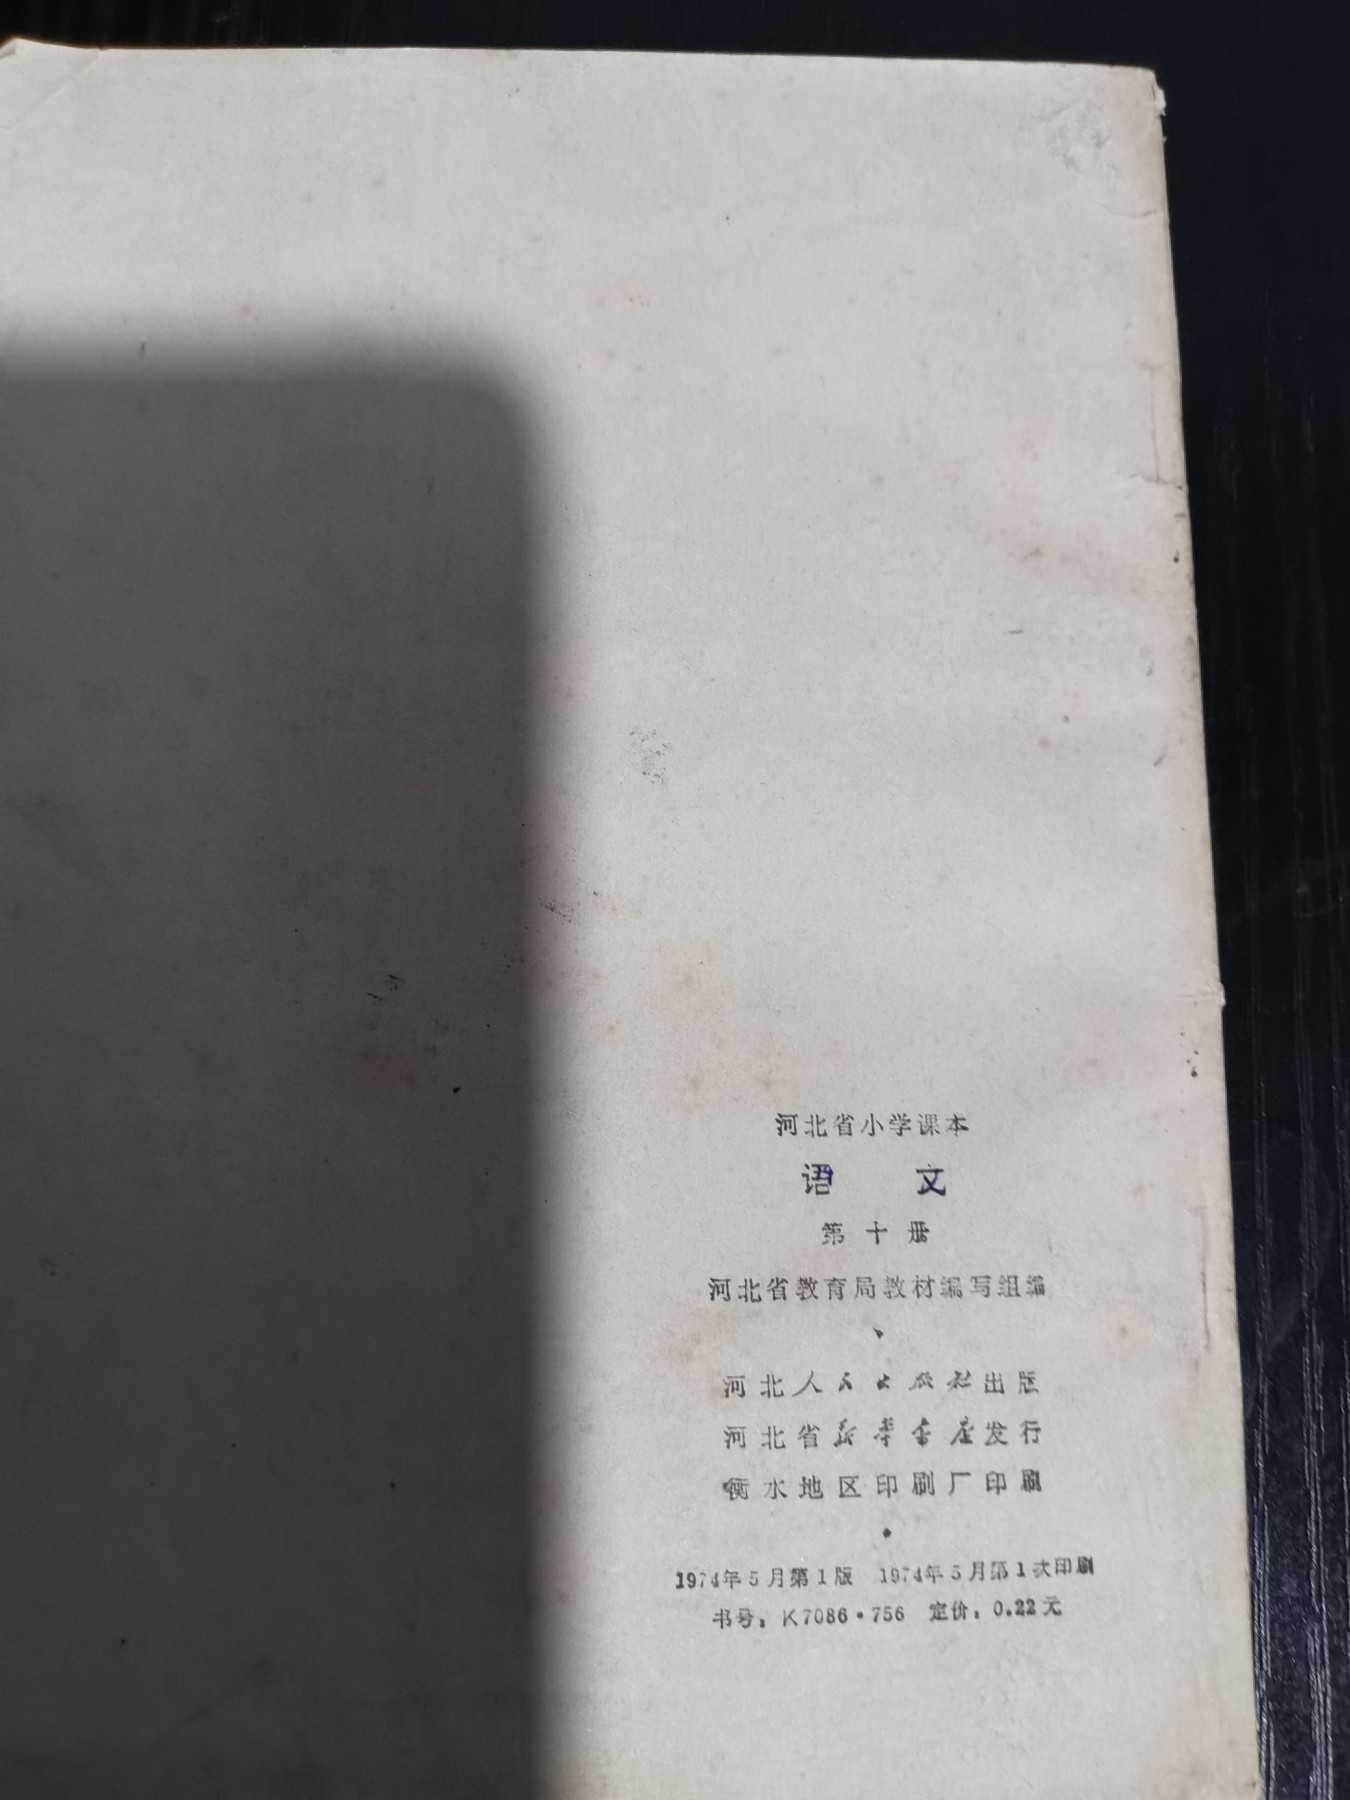 河北省小学课本
语 文
第十册
河北省教育局教材编写组编
河北人民出版社出版
河北省新华书店发行
衡水地区印刷厂印刷
1974年5月第1版 1974年5月第1次印刷
书号：K7086·756 定价：0.22元